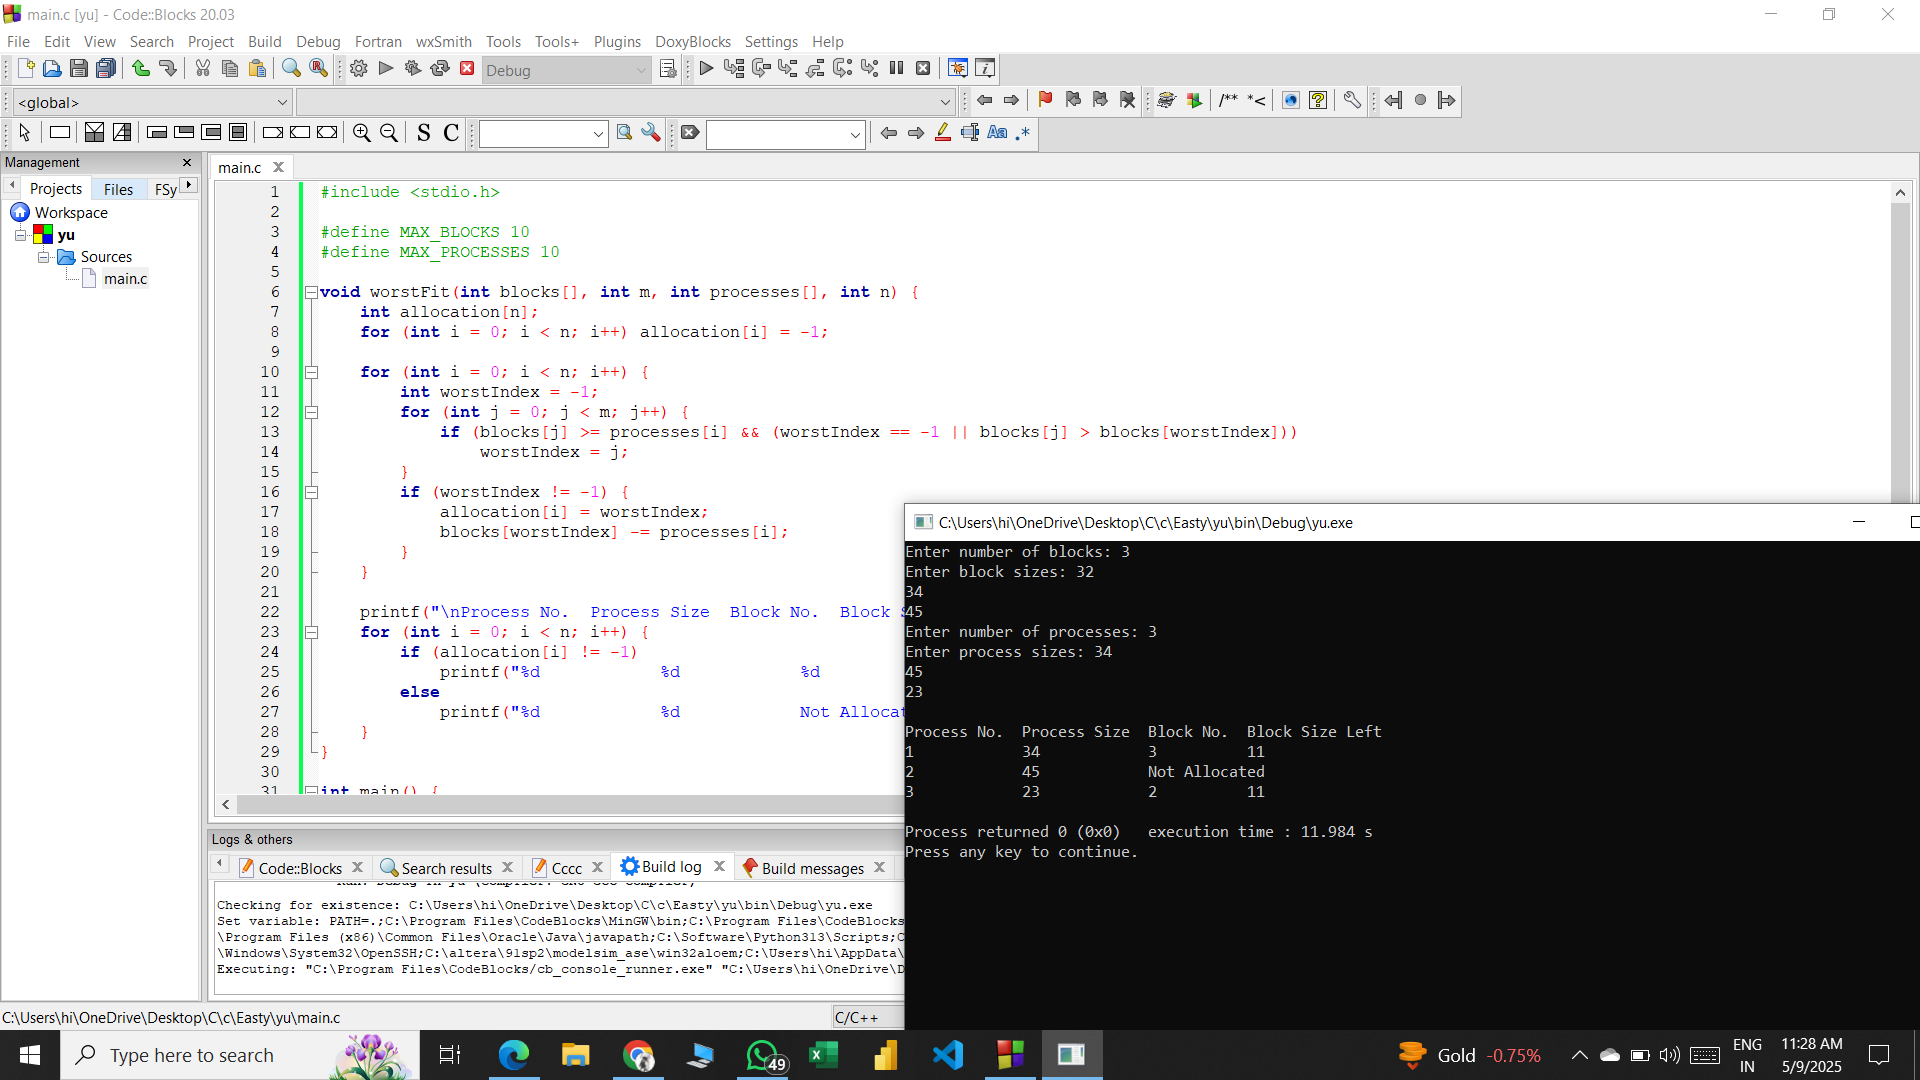 main.c [yu] - Code::Blocks 20.03
File Edit View Search Project Build Debug Fortran wxSmith Tools Tools+ Plugins DoxyBlocks Settings Help
Debug
<global>
/** *<
S C
Aa .*
Management
main.c
Projects Files FSy
Workspace
yu
Sources
main.c
1 #include <stdio.h>
2
3 #define MAX_BLOCKS 10
4 #define MAX_PROCESSES 10
5
6 void worstFit(int blocks[], int m, int processes[], int n) {
7 int allocation[n];
8 for (int i = 0; i < n; i++) allocation[i] = -1;
9
10 for (int i = 0; i < n; i++) {
11 int worstIndex = -1;
12 for (int j = 0; j < m; j++) {
13 if (blocks[j] >= processes[i] && (worstIndex == -1 || blocks[j] > blocks[worstIndex]))
14 worstIndex = j;
15 }
16 if (worstIndex != -1) {
17 allocation[i] = worstIndex;
18 blocks[worstIndex] -= processes[i];
19 }
20 }
21
22 printf("\nProcess No.  Process Size  Block No.  Block
23 for (int i = 0; i < n; i++) {
24 if (allocation[i] != -1)
25 printf("%d            %d            %d
26 else
27 printf("%d            %d            Not Alloca
28 }
29 }
30
31 int main() {
C:\Users\hi\OneDrive\Desktop\C\c\Easty\yu\bin\Debug\yu.exe
Enter number of blocks: 3
Enter block sizes: 32
34
45
Enter number of processes: 3
Enter process sizes: 34
45
23
Process No.  Process Size  Block No.  Block Size Left
1 34 3 11
2 45 Not Allocated
3 23 2 11
Process returned 0 (0x0)   execution time : 11.984 s
Press any key to continue.
Logs & others
Code::Blocks Search results Cccc Build log Build messages
Checking for existence: C:\Users\hi\OneDrive\Desktop\C\c\Easty\yu\bin\Debug\yu.exe
Set variable: PATH=.;C:\Program Files\CodeBlocks\MinGW\bin;C:\Program Files\CodeBlocks
\Program Files (x86)\Common Files\Oracle\Java\javapath;C:\Software\Python313\Scripts;C
\Windows\System32\OpenSSH;C:\altera\91sp2\modelsim_ase\win32aloem;C:\Users\hi\AppData\
Executing: "C:\Program Files\CodeBlocks/cb_console_runner.exe" "C:\Users\hi\OneDrive\D
C:\Users\hi\OneDrive\Desktop\C\c\Easty\yu\main.c
C/C++
Type here to search
49
Gold -0.75%
ENG
IN
11:28 AM
5/9/2025